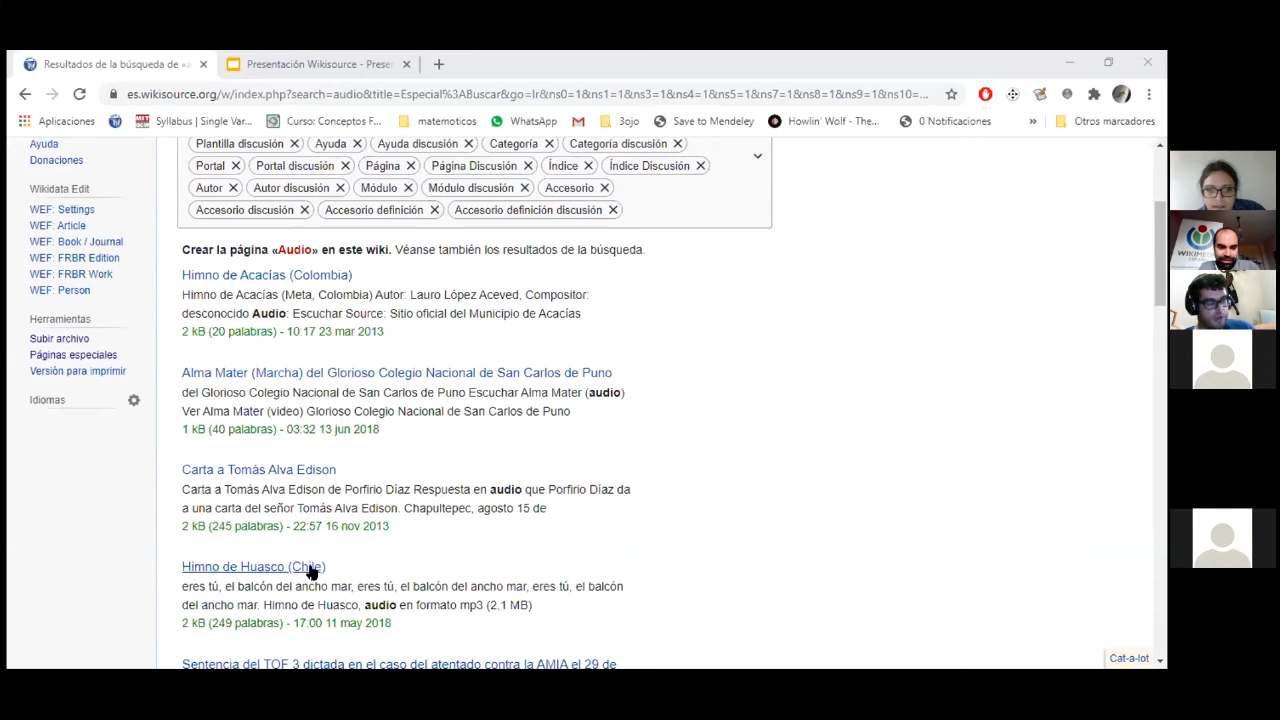 Resultados de la búsqueda de «a
Presentación Wikisource - Prese
es.wikisource.org/w/index.php?search=audio&title=Especial%3ABuscar&go=Ir&ns0=1&ns1=1&ns3=1&ns4=1&ns5=1&ns7=1&ns8=1&ns9=1&ns10=...
Aplicaciones
Syllabus | Single Var...
Curso: Conceptos F...
matemoticos
WhatsApp
3ojo
Save to Mendeley
Howlin' Wolf - The...
0 Notificaciones
»
Otros marcadores
Ayuda
Donaciones
Wikidata Edit
WEF: Settings
WEF: Article
WEF: Book / Journal
WEF: FRBR Edition
WEF: FRBR Work
WEF: Person
Herramientas
Subir archivo
Páginas especiales
Versión para imprimir
Idiomas
Plantilla discusión Ayuda Ayuda discusión Categoría Categoría discusión
Portal Portal discusión Página Página Discusión Índice Índice Discusión
Autor Autor discusión Módulo Módulo discusión Accesorio
Accesorio discusión Accesorio definición Accesorio definición discusión
Crear la página «Audio» en este wiki. Véanse también los resultados de la búsqueda.
Himno de Acacías (Colombia)
Himno de Acacías (Meta, Colombia) Autor: Lauro López Aceved, Compositor:
desconocido Audio: Escuchar Source: Sitio oficial del Municipio de Acacías
2 kB (20 palabras) - 10:17 23 mar 2013
Alma Mater (Marcha) del Glorioso Colegio Nacional de San Carlos de Puno
del Glorioso Colegio Nacional de San Carlos de Puno Escuchar Alma Mater (audio)
Ver Alma Mater (video) Glorioso Colegio Nacional de San Carlos de Puno
1 kB (40 palabras) - 03:32 13 jun 2018
Carta a Tomás Alva Edison
Carta a Tomás Alva Edison de Porfirio Díaz Respuesta en audio que Porfirio Díaz da
a una carta del señor Tomás Alva Edison. Chapultepec, agosto 15 de
2 kB (245 palabras) - 22:57 16 nov 2013
Himno de Huasco (Chile)
eres tú, el balcón del ancho mar, eres tú, el balcón del ancho mar, eres tú, el balcón
del ancho mar. Himno de Huasco, audio en formato mp3 (2,1 MB)
2 kB (249 palabras) - 17:00 11 may 2018
Sentencia del TOF 3 dictada en el caso del atentado contra la AMIA el 29 de
Cat-a-lot